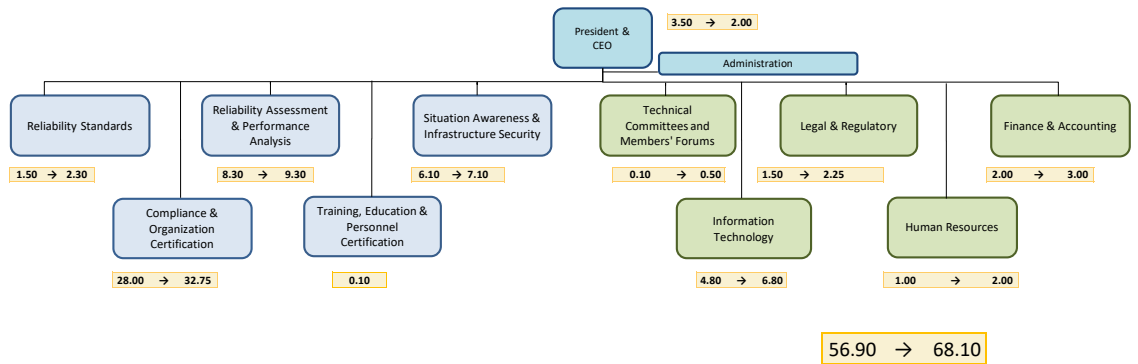 President &
CEO
3.50 → 2.00
Administration
Reliability Standards
1.50 → 2.30
Reliability Assessment
& Performance
Analysis
8.30 → 9.30
Situation Awareness &
Infrastructure Security
6.10 → 7.10
Technical
Committees and
Members' Forums
0.10 → 0.50
Legal & Regulatory
1.50 → 2.25
Finance & Accounting
2.00 → 3.00
Compliance &
Organization
Certification
28.00 → 32.75
Training, Education &
Personnel
Certification
0.10
Information
Technology
4.80 → 6.80
Human Resources
1.00 → 2.00
56.90 → 68.10